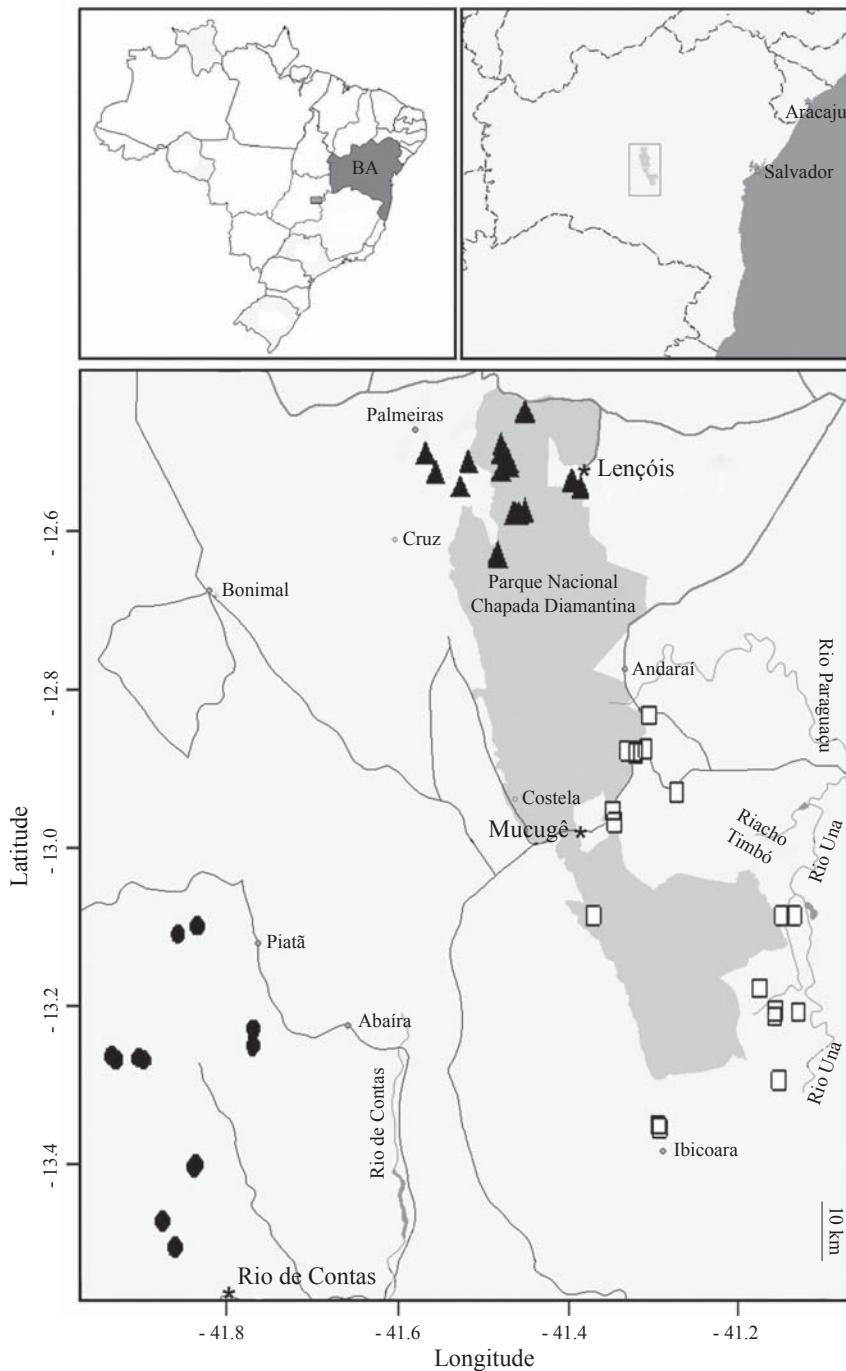 BA
Aracaju
Salvador
Palmeiras
Lençóis
Cruz
Parque Nacional
Chapada Diamantina
Bonimal
Andaraí
Rio Paraguaçu
Costela
Mucugê
Riacho
Timbó
Rio Una
Piatã
Abaíra
Rio de Contas
Rio Una
Ibicoara
Rio de Contas
10 km
Latitude
- 12.6
- 12.8
- 13.0
- 13.2
- 13.4
- 41.8
- 41.6
- 41.4
- 41.2
Longitude